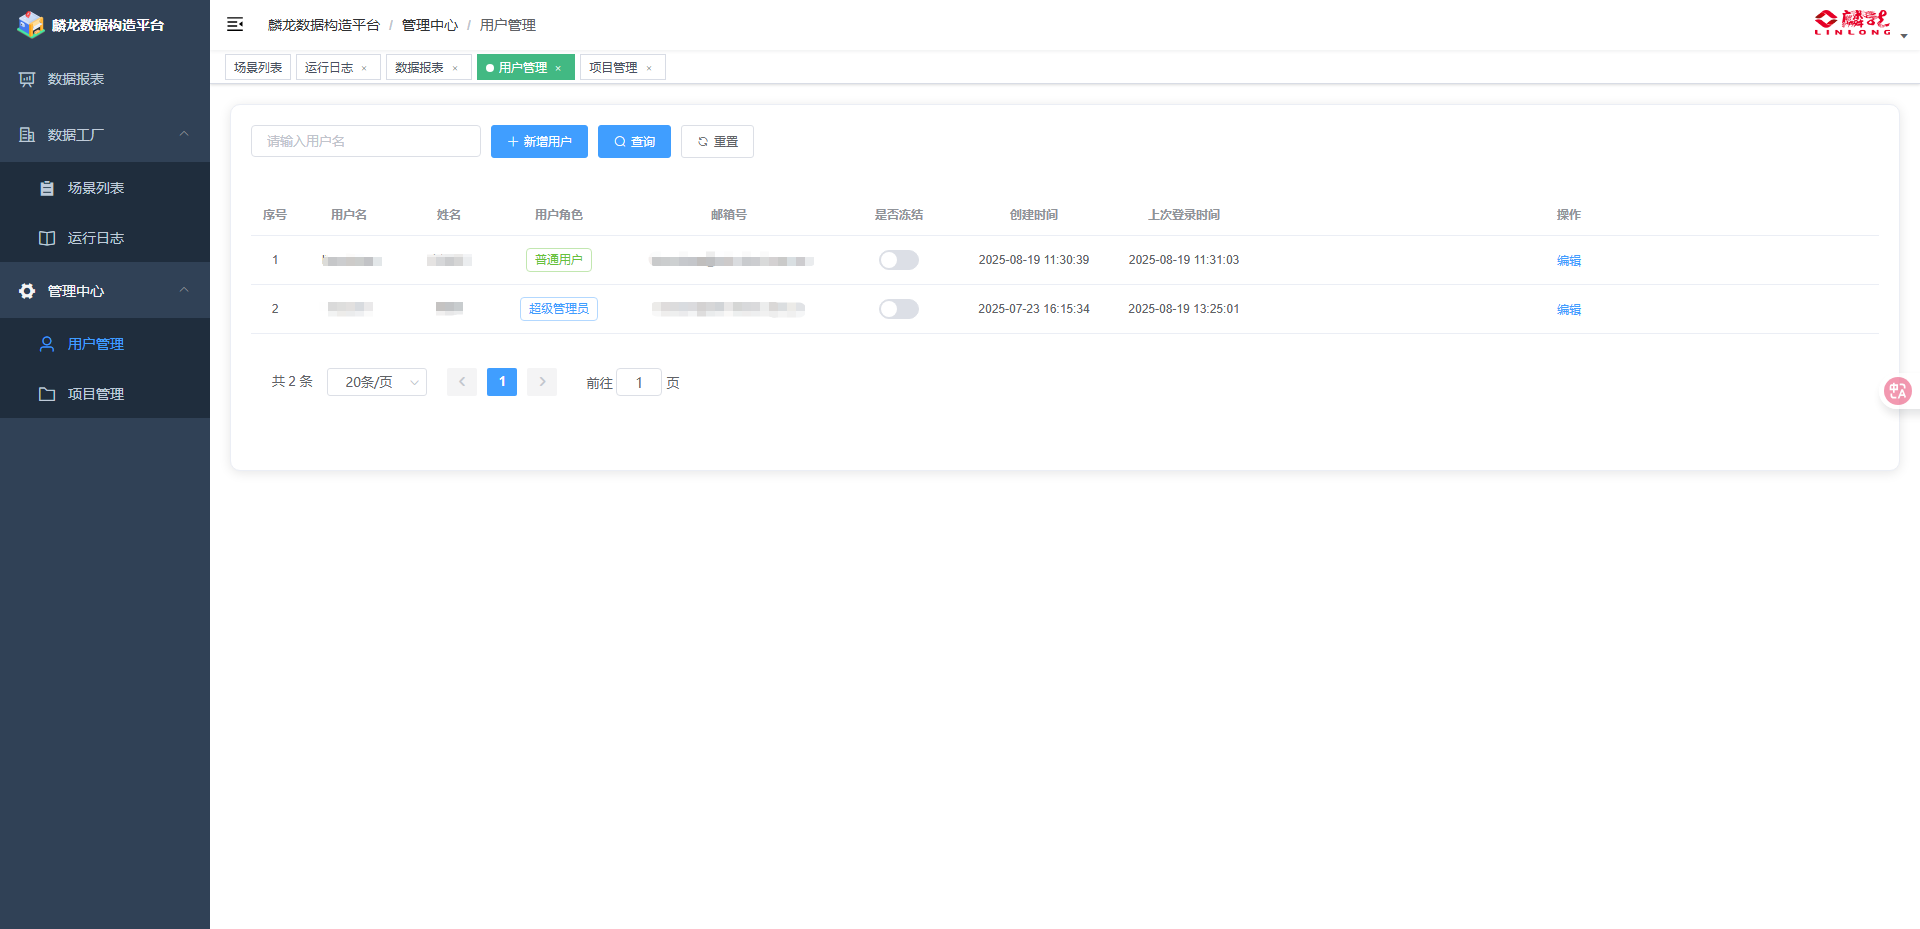 麟龙数据构造平台
数据报表
数据工厂
场景列表
运行日志
管理中心
用户管理
项目管理
麟龙数据构造平台 / 管理中心 / 用户管理
麟龙
LINLONG
场景列表 运行日志 × 数据报表 × 用户管理 × 项目管理 ×
请输入用户名 新增用户 查询 重置
序号 用户名 姓名 用户角色 邮箱号 是否冻结 创建时间 上次登录时间 操作
1 普通用户 2025-08-19 11:30:39 2025-08-19 11:31:03 编辑
2 超级管理员 2025-07-23 16:15:34 2025-08-19 13:25:01 编辑
共 2 条 20条/页 1 前往 1 页
中 A